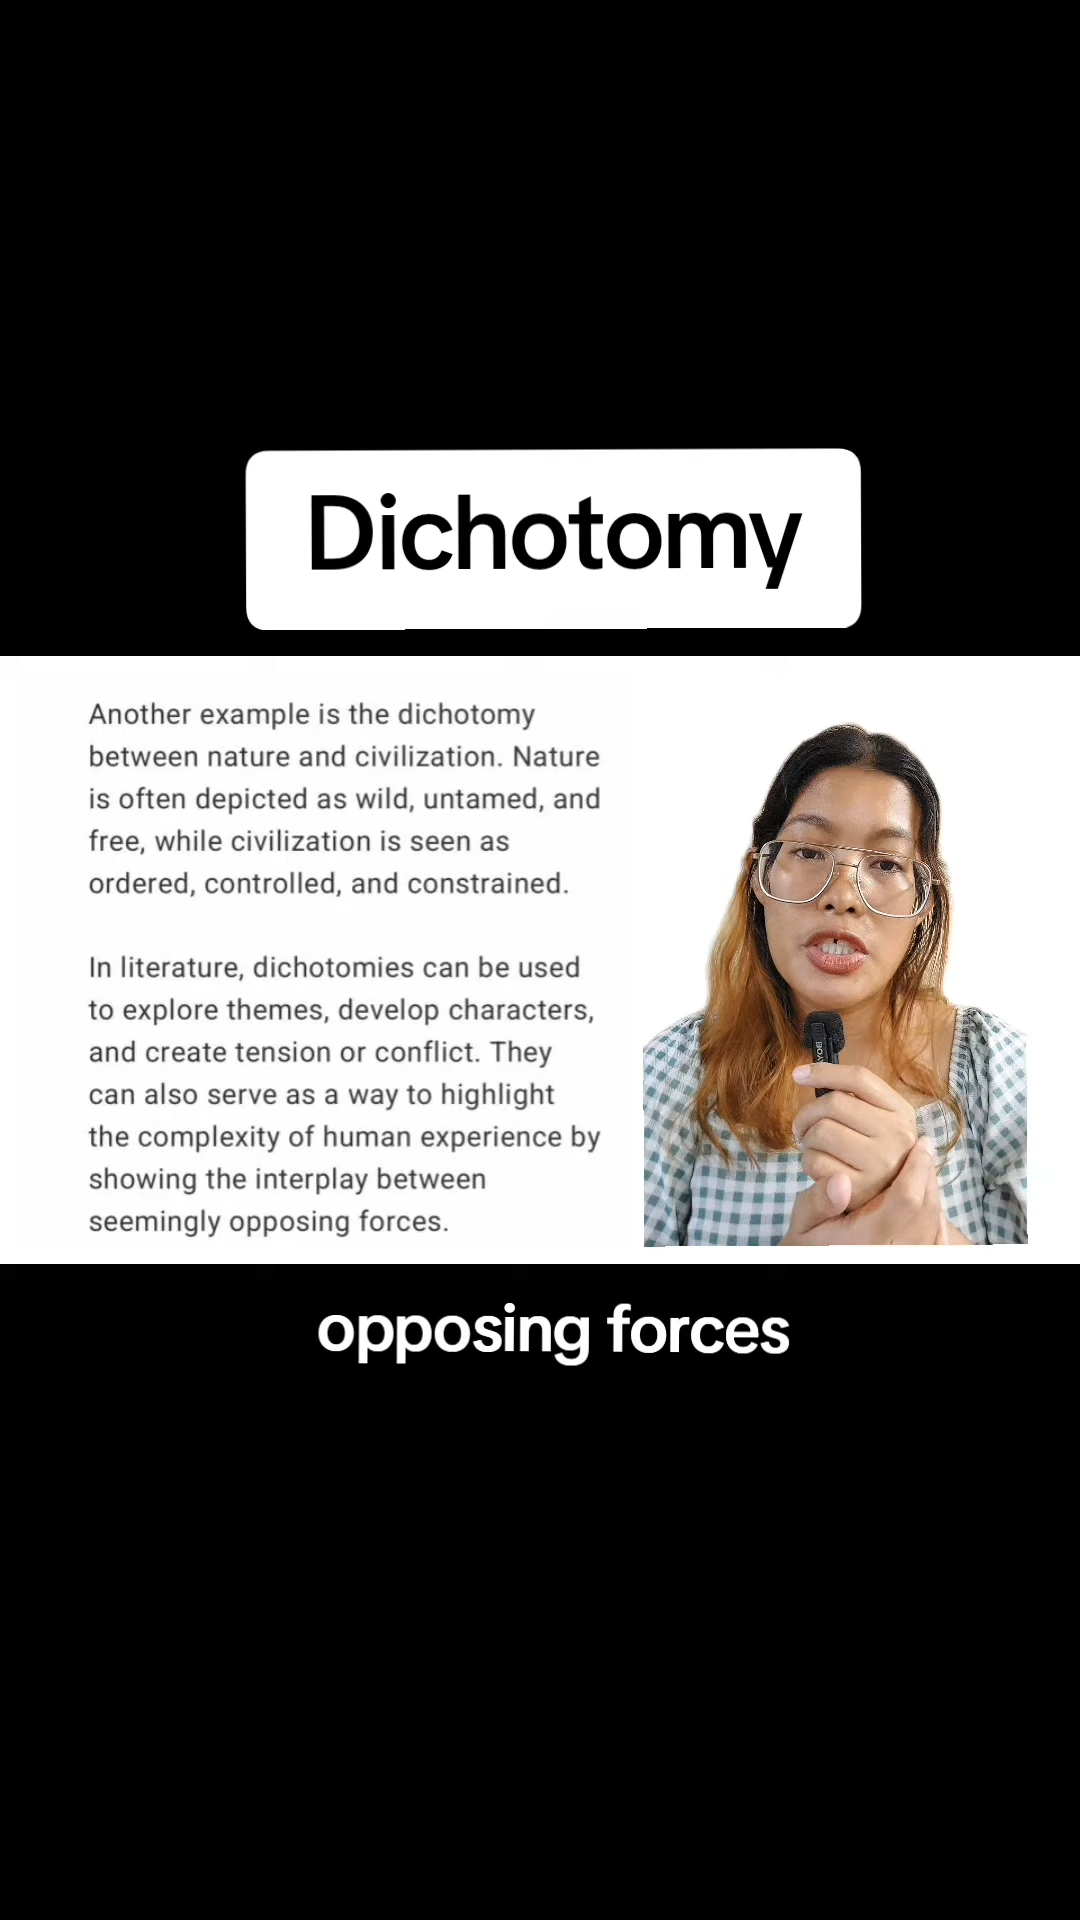 Dichotomy
Another example is the dichotomy
between nature and civilization. Nature
is often depicted as wild, untamed, and
free, while civilization is seen as
ordered, controlled, and constrained.
In literature, dichotomies can be used
to explore themes, develop characters,
and create tension or conflict. They
can also serve as a way to highlight
the complexity of human experience by
showing the interplay between
seemingly opposing forces.
BOYA
opposing forces